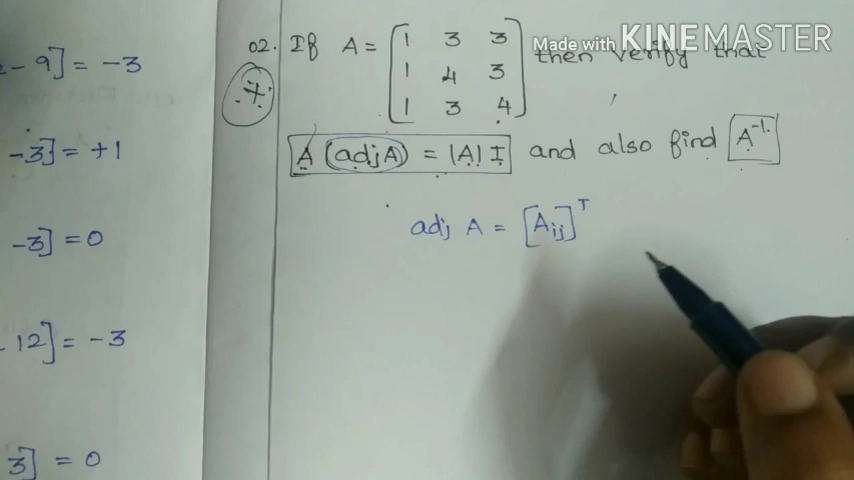 Made with KINEMASTER
- 9] = -3
-3] = +1
-3] = 0
- 12] = -3
3] = 0
02. If A = [1 3 3
1 4 3
1 3 4] then verify that
A (adj A) = |A| I and also find A⁻¹.
adj A = [Aij]ᵀ